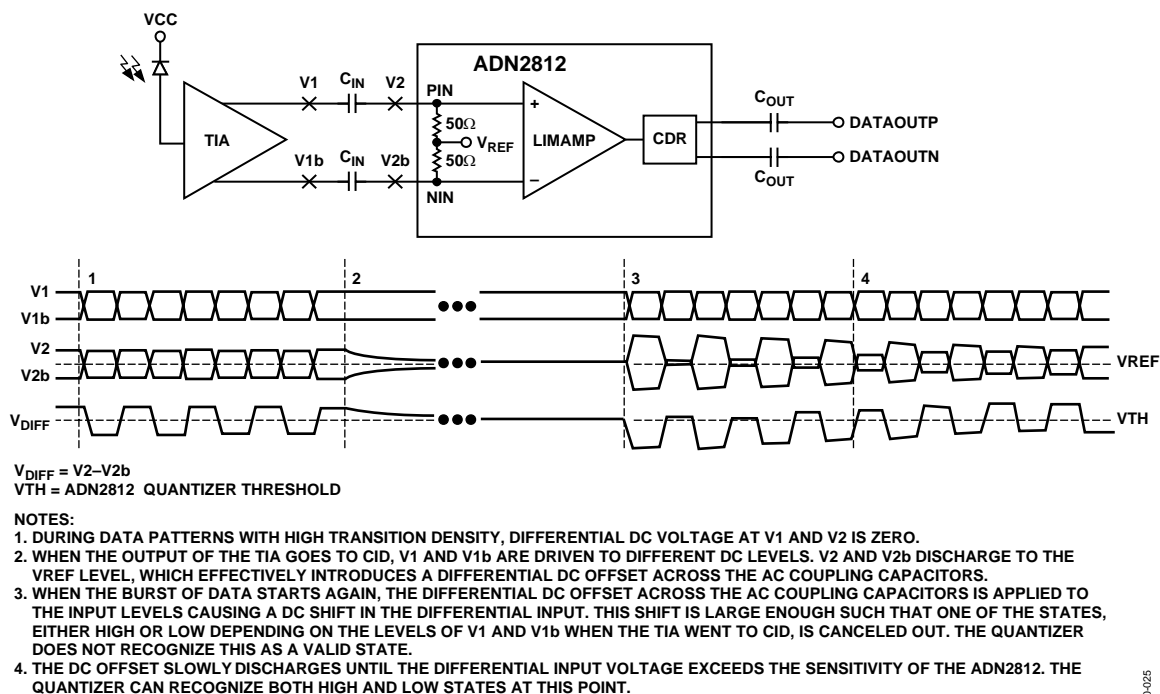 VCC
ADN2812
V1 C_IN V2 PIN
C_OUT
50Ω
+
DATAOUTP
TIA
V_REF
LIMAMP
CDR
50Ω
DATAOUTN
V1b C_IN V2b
–
C_OUT
NIN
1 2 3 4
V1
V1b
V2
VREF
V2b
V_DIFF
VTH
V_DIFF = V2–V2b
VTH = ADN2812 QUANTIZER THRESHOLD
NOTES:
1. DURING DATA PATTERNS WITH HIGH TRANSITION DENSITY, DIFFERENTIAL DC VOLTAGE AT V1 AND V2 IS ZERO.
2. WHEN THE OUTPUT OF THE TIA GOES TO CID, V1 AND V1b ARE DRIVEN TO DIFFERENT DC LEVELS. V2 AND V2b DISCHARGE TO THE
VREF LEVEL, WHICH EFFECTIVELY INTRODUCES A DIFFERENTIAL DC OFFSET ACROSS THE AC COUPLING CAPACITORS.
3. WHEN THE BURST OF DATA STARTS AGAIN, THE DIFFERENTIAL DC OFFSET ACROSS THE AC COUPLING CAPACITORS IS APPLIED TO
THE INPUT LEVELS CAUSING A DC SHIFT IN THE DIFFERENTIAL INPUT. THIS SHIFT IS LARGE ENOUGH SUCH THAT ONE OF THE STATES,
EITHER HIGH OR LOW DEPENDING ON THE LEVELS OF V1 AND V1b WHEN THE TIA WENT TO CID, IS CANCELED OUT. THE QUANTIZER
DOES NOT RECOGNIZE THIS AS A VALID STATE.
4. THE DC OFFSET SLOWLY DISCHARGES UNTIL THE DIFFERENTIAL INPUT VOLTAGE EXCEEDS THE SENSITIVITY OF THE ADN2812. THE
QUANTIZER CAN RECOGNIZE BOTH HIGH AND LOW STATES AT THIS POINT.